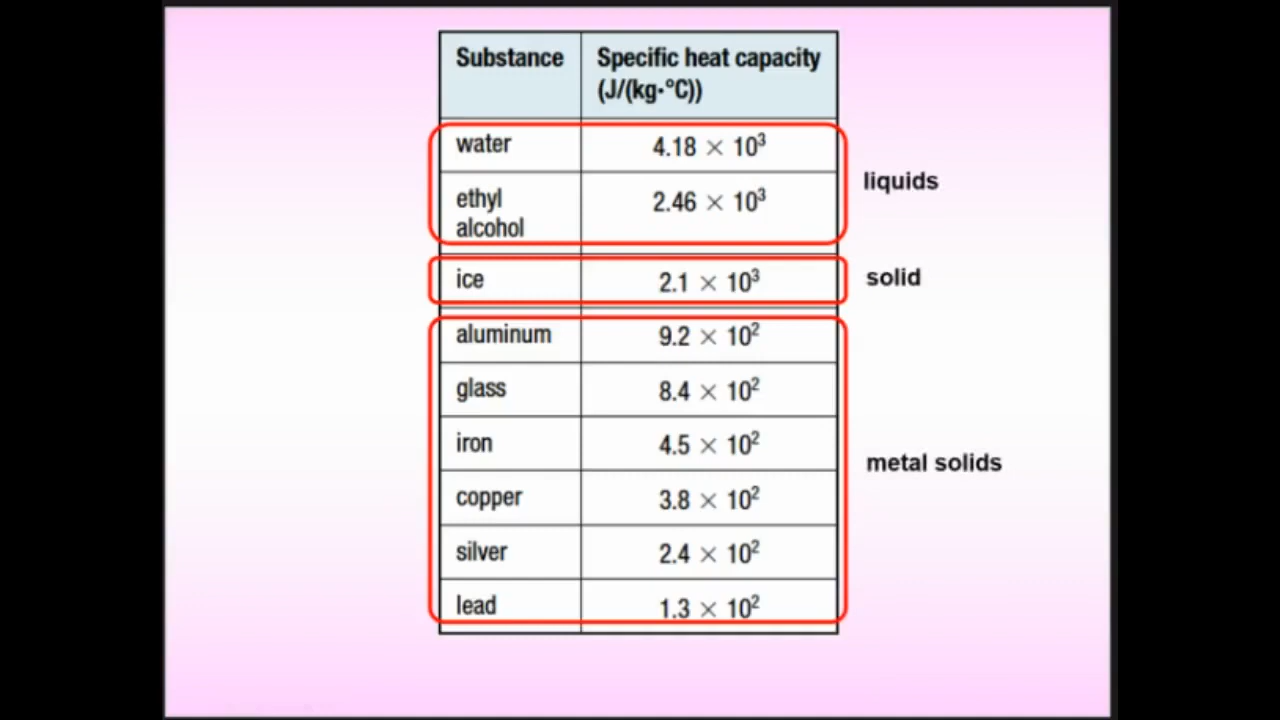 Substance Specific heat capacity
(J/(kg·°C))
water 4.18 × 10³
liquids
ethyl 2.46 × 10³
alcohol
ice 2.1 × 10³ solid
aluminum 9.2 × 10²
glass 8.4 × 10²
iron 4.5 × 10²
metal solids
copper 3.8 × 10²
silver 2.4 × 10²
lead 1.3 × 10²